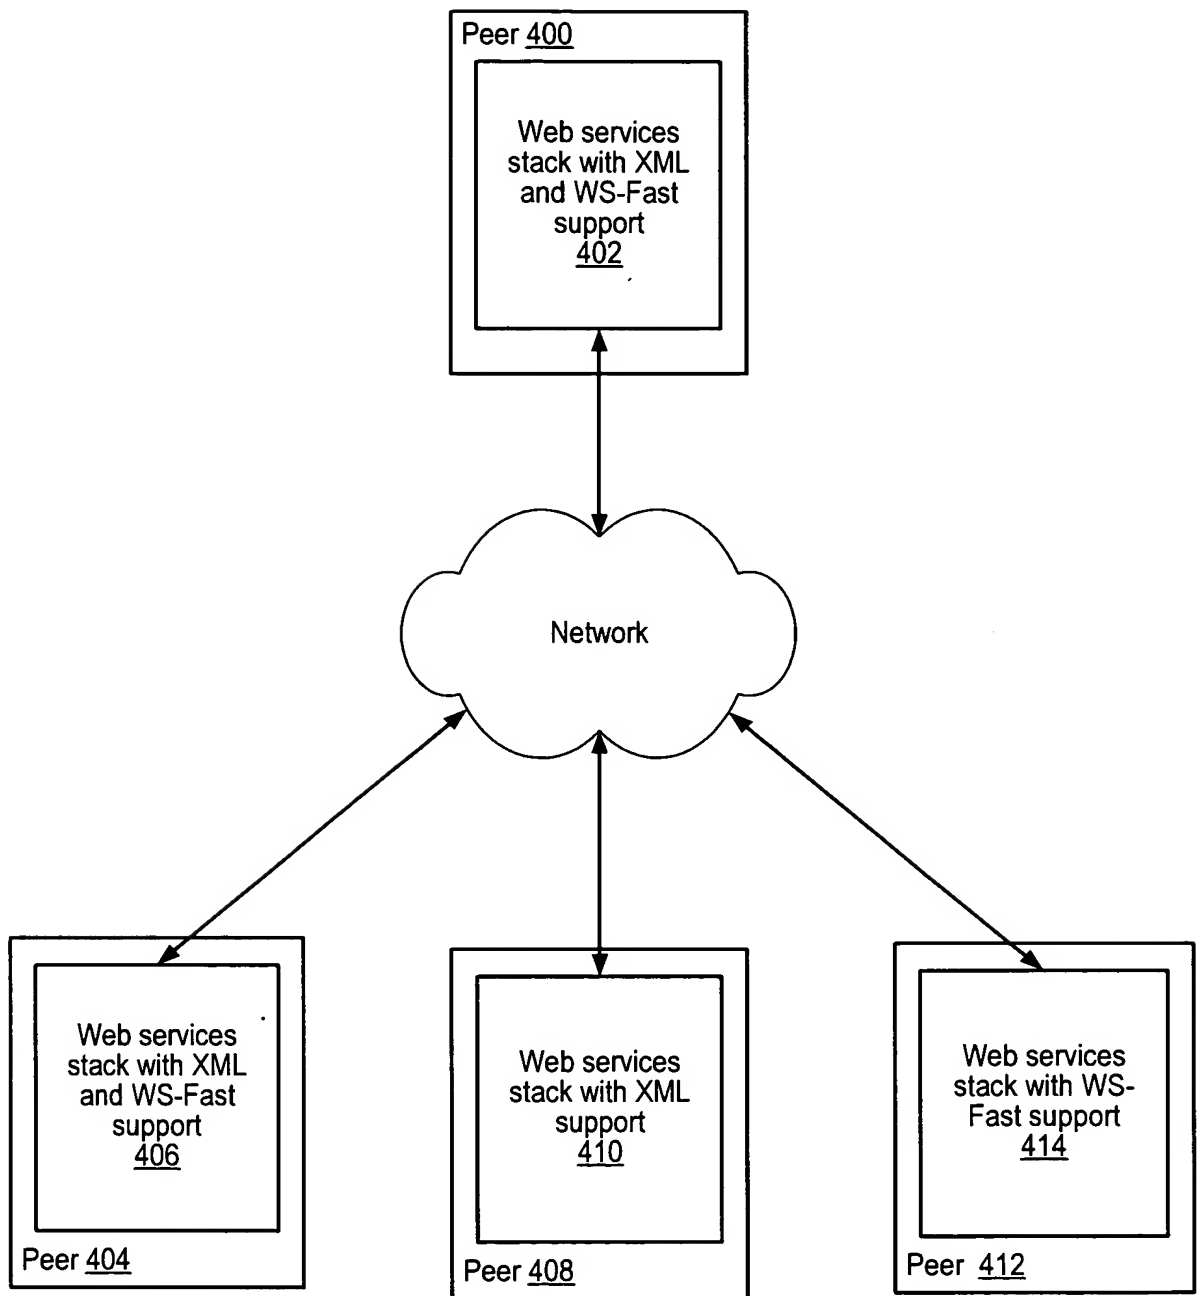 Peer 400
Web services
stack with XML
and WS-Fast
support
402
Network
Web services
stack with XML
and WS-Fast
support
406
Peer 404
Web services
stack with XML
support
410
Peer 408
Web services
stack with WS-
Fast support
414
Peer 412